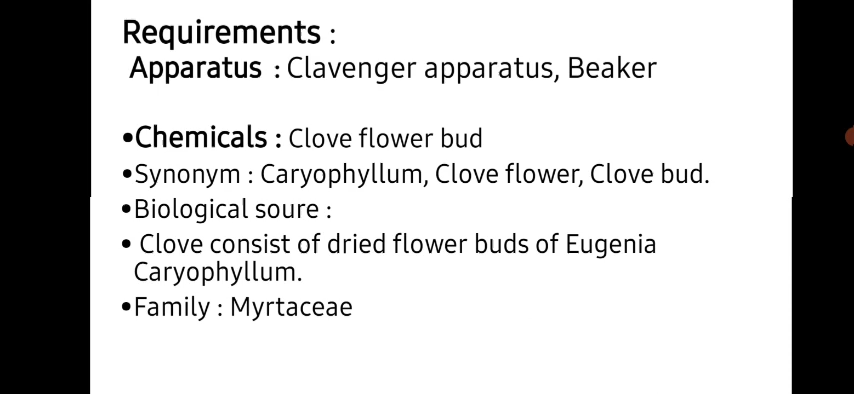 Requirements :
Apparatus : Clavenger apparatus, Beaker
•Chemicals : Clove flower bud
•Synonym : Caryophyllum, Clove flower, Clove bud.
•Biological soure :
• Clove consist of dried flower buds of Eugenia
Caryophyllum.
•Family : Myrtaceae